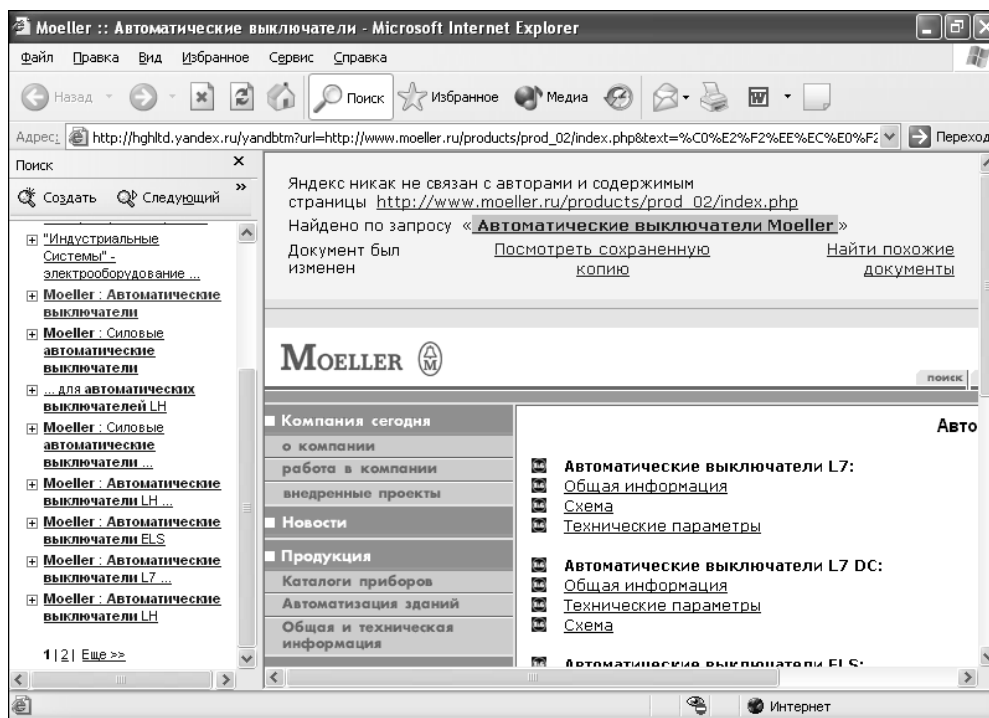 Moeller :: Автоматические выключатели - Microsoft Internet Explorer
Файл Правка Вид Избранное Сервис Справка
Назад Поиск Избранное Медиа
Адрес: http://hghltd.yandex.ru/yandbtm?url=http://www.moeller.ru/products/prod_02/index.php&text=%C0%E2%F2%EE%EC%E0%F2 Переход
Поиск
Создать Следующий »
"Индустриальные
Системы" -
электрооборудование ...
Moeller : Автоматические
выключатели
Moeller : Силовые
автоматические
выключатели
... для автоматических
выключателей LH
Moeller : Силовые
автоматические
выключатели ...
Moeller : Автоматические
выключатели LH ...
Moeller : Автоматические
выключатели ELS
Moeller : Автоматические
выключатели L7 ...
Moeller : Автоматические
выключатели LH
1 | 2 | Еще >>
Яндекс никак не связан с авторами и содержимым
страницы http://www.moeller.ru/products/prod_02/index.php
Найдено по запросу «Автоматические выключатели Moeller»
Документ был изменен
Посмотреть сохраненную копию
Найти похожие документы
MOELLER
поиск
Компания сегодня
о компании
работа в компании
внедренные проекты
Новости
Продукция
Каталоги приборов
Автоматизация зданий
Общая и техническая
информация
Авто
Автоматические выключатели L7:
Общая информация
Схема
Технические параметры
Автоматические выключатели L7 DC:
Общая информация
Технические параметры
Схема
Автоматические выключатели ELS:
Интернет